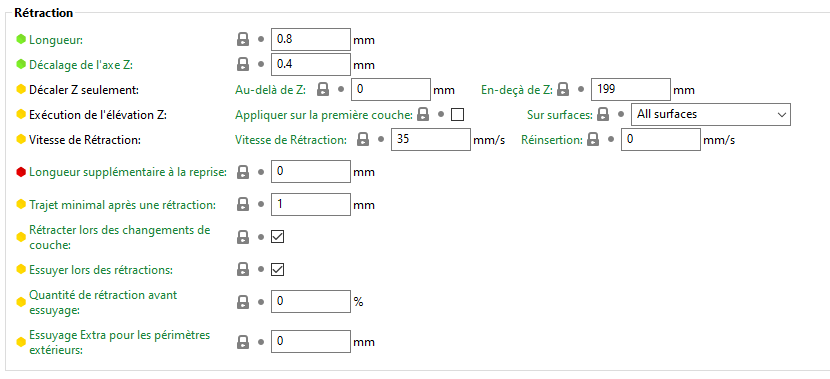 Rétraction
Longueur: 0.8 mm
Décalage de l'axe Z: 0.4 mm
Décaler Z seulement: Au-delà de Z: 0 mm En-deçà de Z: 199 mm
Exécution de l'élévation Z: Appliquer sur la première couche: Sur surfaces: All surfaces
Vitesse de Rétraction: Vitesse de Rétraction: 35 mm/s Réinsertion: 0 mm/s
Longueur supplémentaire à la reprise: 0 mm
Trajet minimal après une rétraction: 1 mm
Rétracter lors des changements de
couche:
Essuyer lors des rétractions:
Quantité de rétraction avant
essuyage: 0 %
Essuyage Extra pour les périmètres
extérieurs: 0 mm